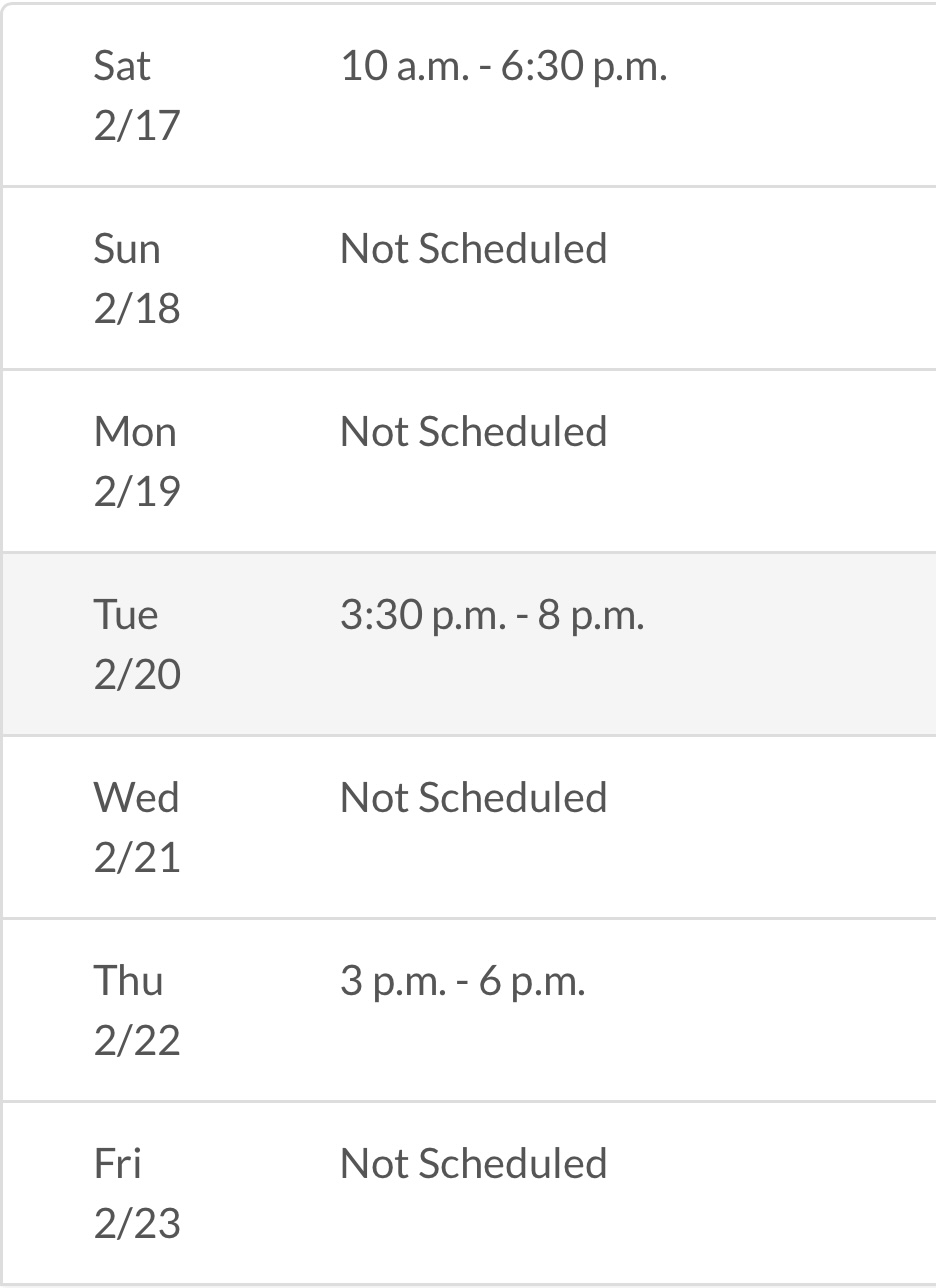 Sat 10 a.m. - 6:30 p.m.
2/17
Sun Not Scheduled
2/18
Mon Not Scheduled
2/19
Tue 3:30 p.m. - 8 p.m.
2/20
Wed Not Scheduled
2/21
Thu 3 p.m. - 6 p.m.
2/22
Fri Not Scheduled
2/23